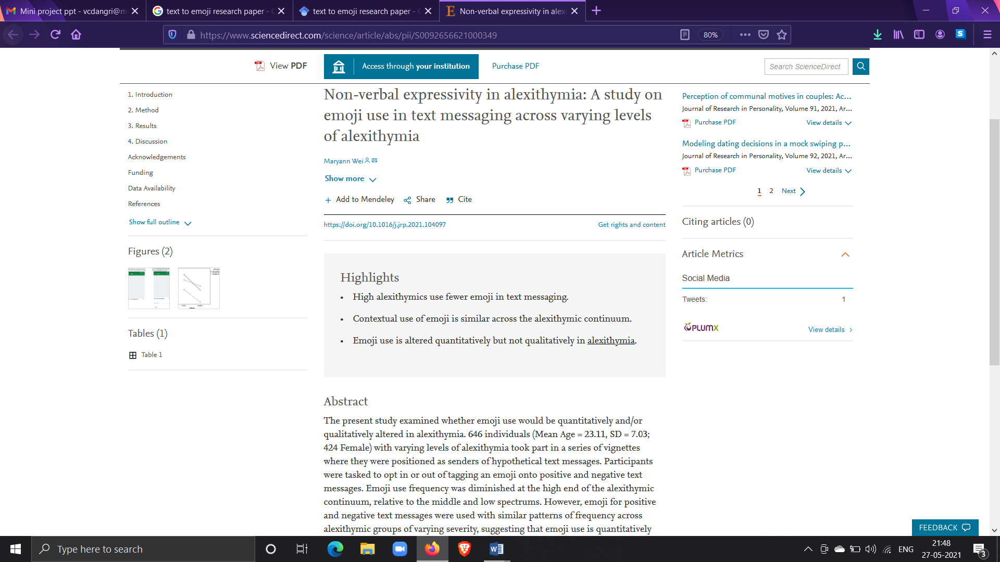 Mini project ppt - vcdangri@m
text to emoji research paper -
text to emoji research paper -
Non-verbal expressivity in alexi
https://www.sciencedirect.com/science/article/abs/pii/S0092656621000349
80%
View PDF
Access through your institution
Purchase PDF
Search ScienceDirect
1. Introduction
2. Method
3. Results
4. Discussion
Acknowledgements
Funding
Data Availability
References
Show full outline
Figures (2)
Tables (1)
Table 1
Non-verbal expressivity in alexithymia: A study on
emoji use in text messaging across varying levels
of alexithymia
Maryann Wei
Show more
Add to Mendeley
Share
Cite
https://doi.org/10.1016/j.jrp.2021.104097
Get rights and content
Highlights
• High alexithymics use fewer emoji in text messaging.
• Contextual use of emoji is similar across the alexithymic continuum.
• Emoji use is altered quantitatively but not qualitatively in alexithymia.
Abstract
The present study examined whether emoji use would be quantitatively and/or
qualitatively altered in alexithymia. 646 individuals (Mean Age = 23.11, SD = 7.03;
424 Female) with varying levels of alexithymia took part in a series of vignettes
where they were positioned as senders of hypothetical text messages. Participants
were tasked to opt in or out of tagging an emoji onto positive and negative text
messages. Emoji use frequency was diminished at the high end of the alexithymic
continuum, relative to the middle and low spectrums. However, emoji for positive
and negative text messages were used with similar patterns of frequency across
alexithymic groups of varying severity, suggesting that emoji use is quantitatively
Perception of communal motives in couples: Ac...
Journal of Research in Personality, Volume 91, 2021, Ar...
Purchase PDF
View details
Modeling dating decisions in a mock swiping p...
Journal of Research in Personality, Volume 92, 2021, Ar...
Purchase PDF
View details
1 2 Next
Citing articles (0)
Article Metrics
Social Media
Tweets: 1
PLUMX
View details
FEEDBACK
Type here to search
ENG
21:48
27-05-2021
3